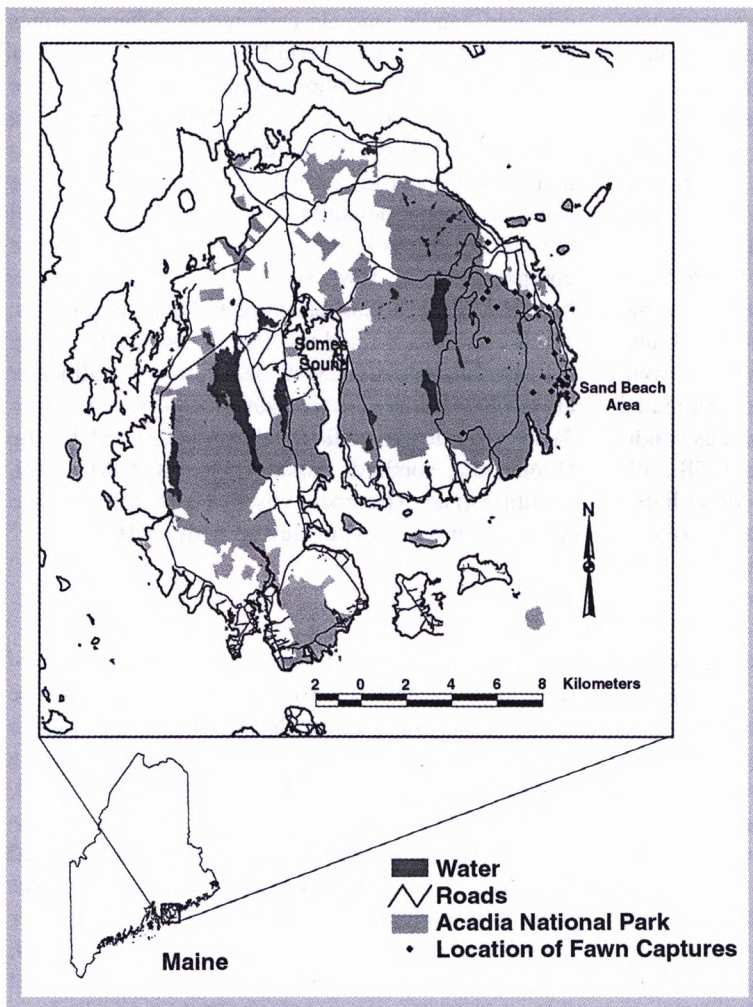 Somes
Sound
Sand Beach
Area
N
2 0 2 4 6 8 Kilometers
Water
Roads
Acadia National Park
Location of Fawn Captures
Maine